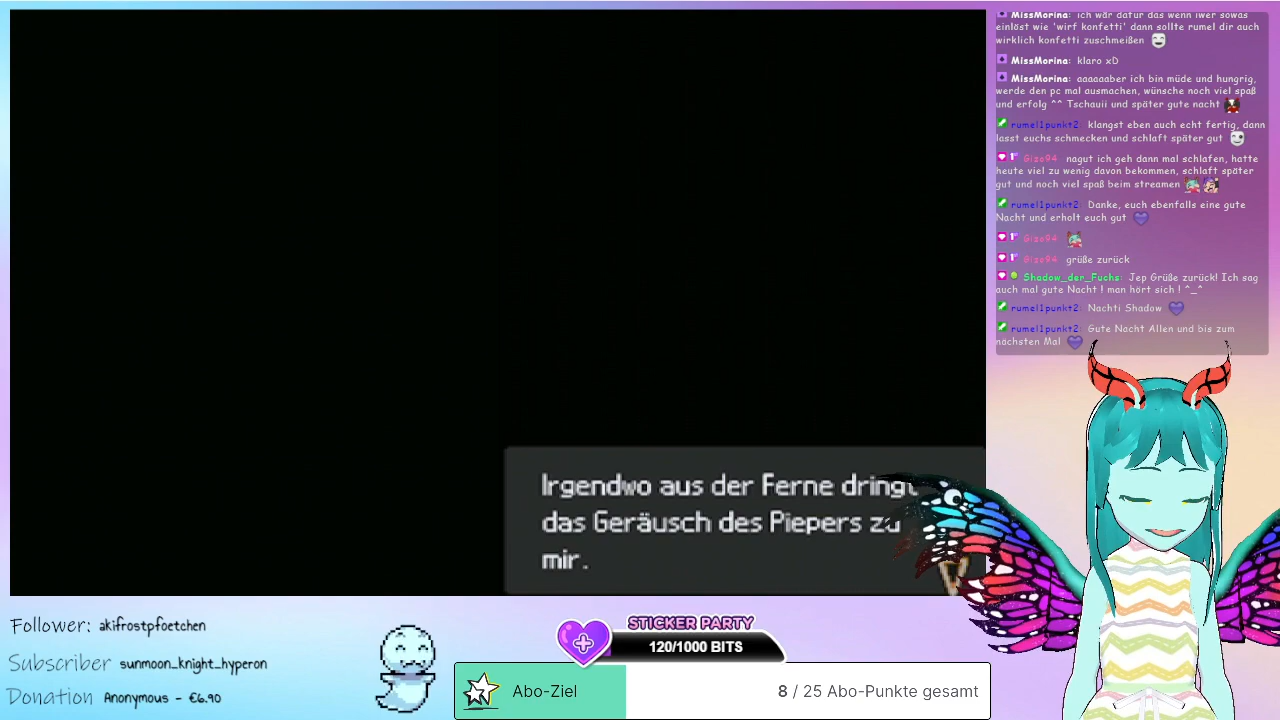 MissMorina: ich wär dafür das wenn iwer sowas
einlöst wie 'wirf konfetti' dann sollte rumel dir auch
wirklich konfetti zuschmeißen
MissMorina: klaro xD
MissMorina: aaaaaaber ich bin müde und hungrig,
werde den pc mal ausmachen, wünsche noch viel spaß
und erfolg ^^ Tschauii und später gute nacht
rumel1punkt2: klangst eben auch echt fertig, dann
lasst euchs schmecken und schlaft später gut
Gizo94: nagut ich geh dann mal schlafen, hatte
heute viel zu wenig davon bekommen, schlaft später
gut und noch viel spaß beim streamen
rumel1punkt2: Danke, euch ebenfalls eine gute
Nacht und erholt euch gut
Gizo94:
Gizo94: grüße zurück
Shadow_der_Fuchs: Jep Grüße zurück! Ich sag
auch mal gute Nacht ! man hört sich ! ^_^
rumel1punkt2: Nachti Shadow
rumel1punkt2: Gute Nacht Allen und bis zum
nächsten Mal
Irgendwo aus der Ferne dringt
das Geräusch des Piepers zu
mir.
Follower: akifrostpfoetchen
Subscriber sunmoon_knight_hyperon
Donation Anonymous - €6.90
STICKER PARTY
120/1000 BITS
Abo-Ziel
8 / 25 Abo-Punkte gesamt